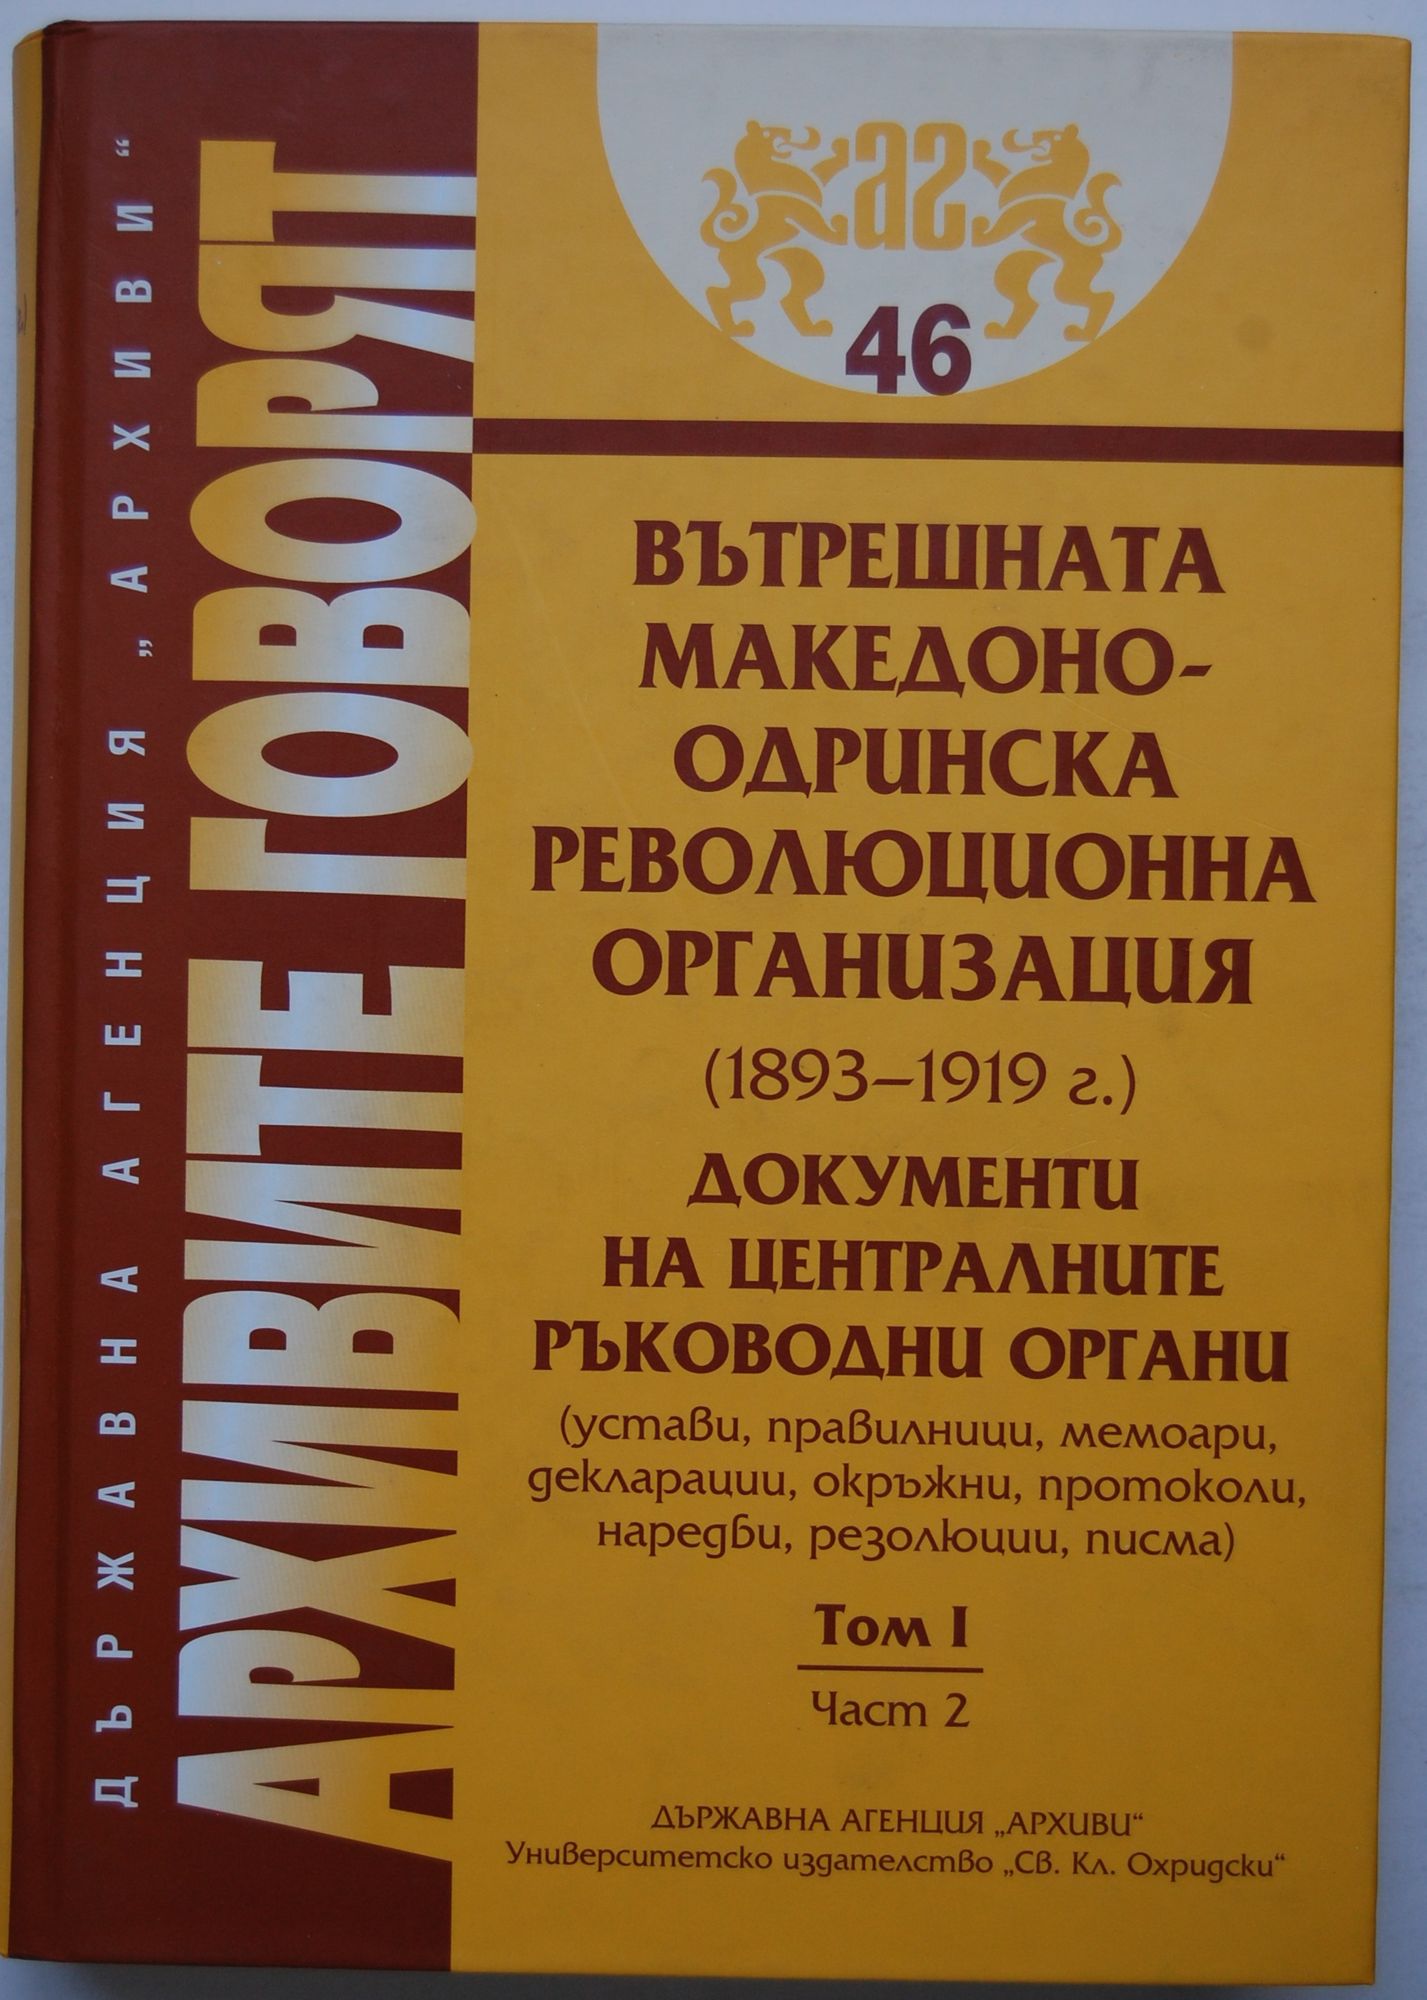 ДЪРЖАВНА АГЕНЦИЯ „АРХИВИ“
АРХИВИТЕ ГОВОРЯТ
аг
46
ВЪТРЕШНАТА
МАКЕДОНО-
ОДРИНСКА
РЕВОЛЮЦИОННА
ОРГАНИЗАЦИЯ
(1893–1919 г.)
ДОКУМЕНТИ
НА ЦЕНТРАЛНИТЕ
РЪКОВОДНИ ОРГАНИ
(устави, правилници, мемоари,
декларации, окръжни, протоколи,
наредби, резолюции, писма)
Том I
Част 2
ДЪРЖАВНА АГЕНЦИЯ „АРХИВИ“
Университетско издателство „Св. Кл. Охридски“